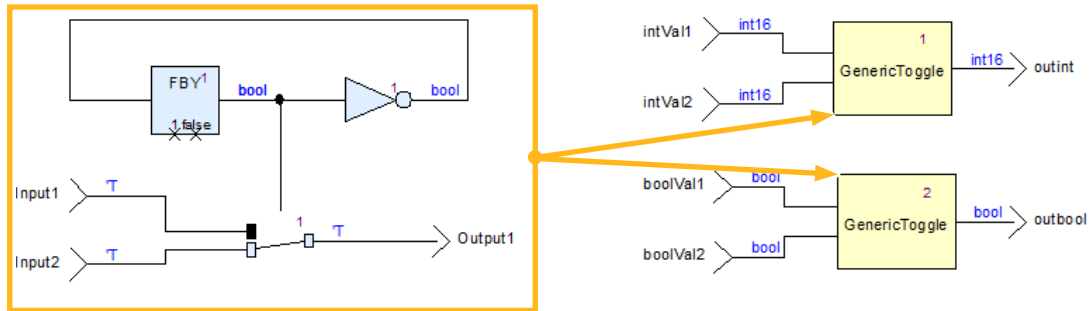 FBY
1
bool
1
bool
1,false
Input1
'T
1
'T
Output1
Input2
'T
intVal1
int16
1
GenericToggle
int16
outint
intVal2
int16
boolVal1
bool
2
GenericToggle
bool
outbool
boolVal2
bool